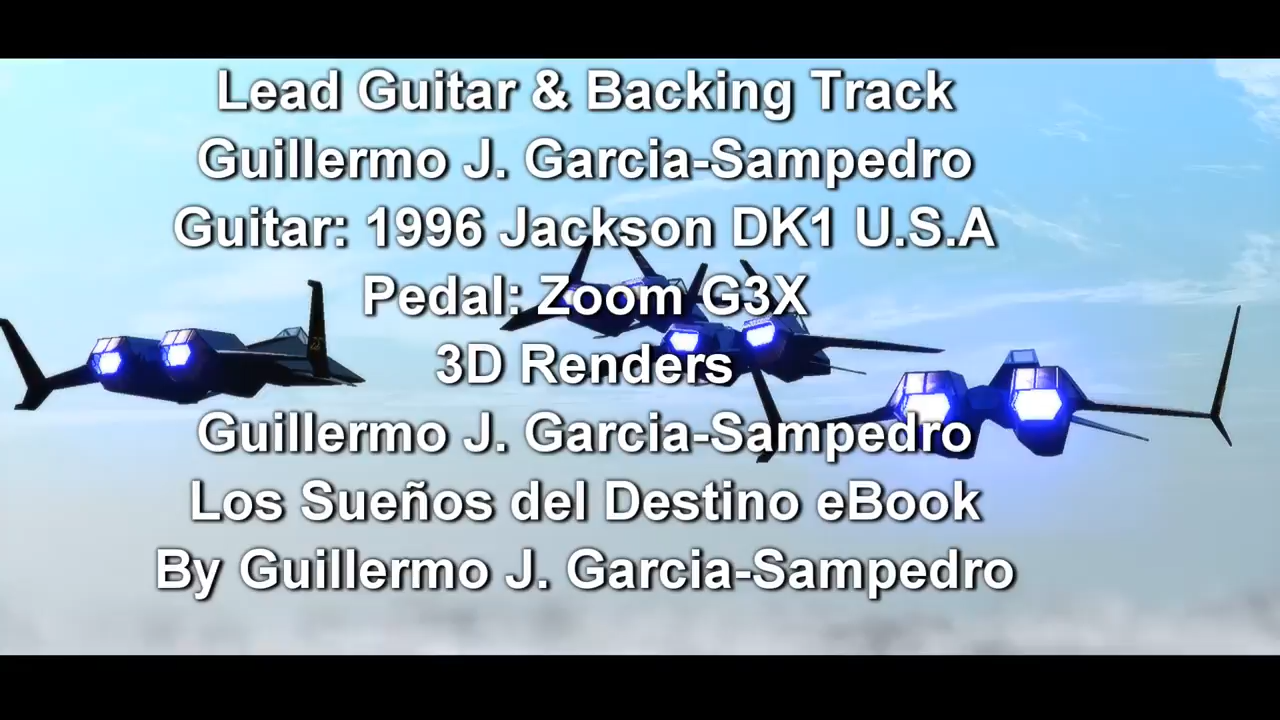 Lead Guitar & Backing Track
Guillermo J. Garcia-Sampedro
Guitar: 1996 Jackson DK1 U.S.A
Pedal: Zoom G3X
3D Renders
Guillermo J. Garcia-Sampedro
Los Sueños del Destino eBook
By Guillermo J. Garcia-Sampedro